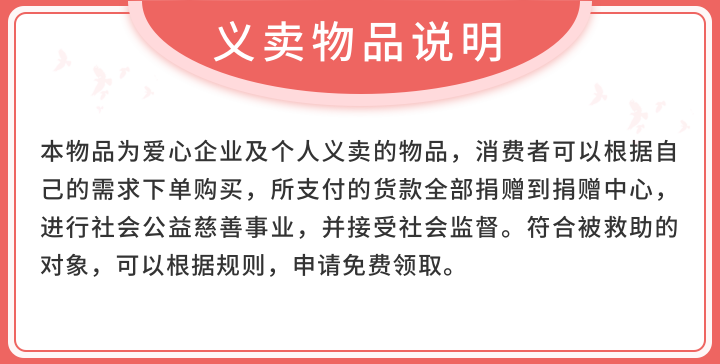 义卖物品说明
本物品为爱心企业及个人义卖的物品，消费者可以根据自
己的需求下单购买，所支付的货款全部捐赠到捐赠中心，
进行社会公益慈善事业，并接受社会监督。符合被救助的
对象，可以根据规则，申请免费领取。